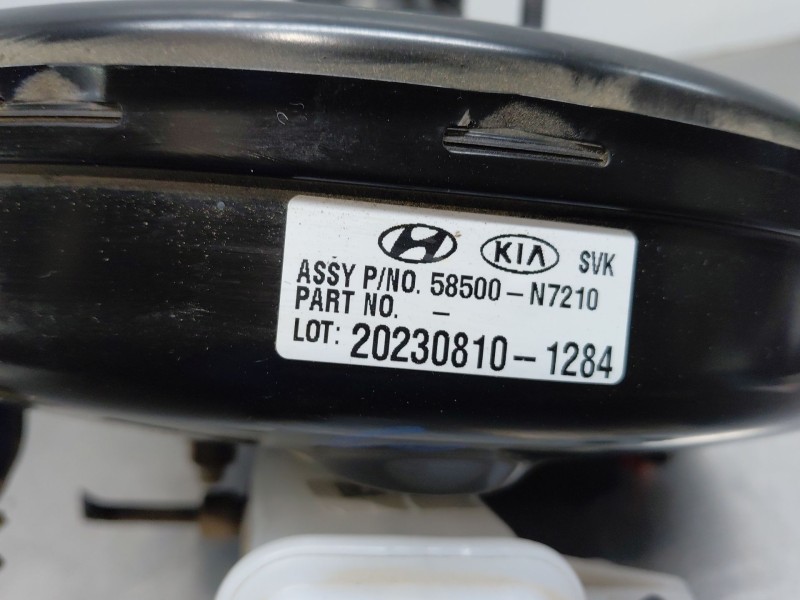 KIA SVK
ASSY P/NO. 58500-N7210
PART NO. -
LOT: 20230810-1284